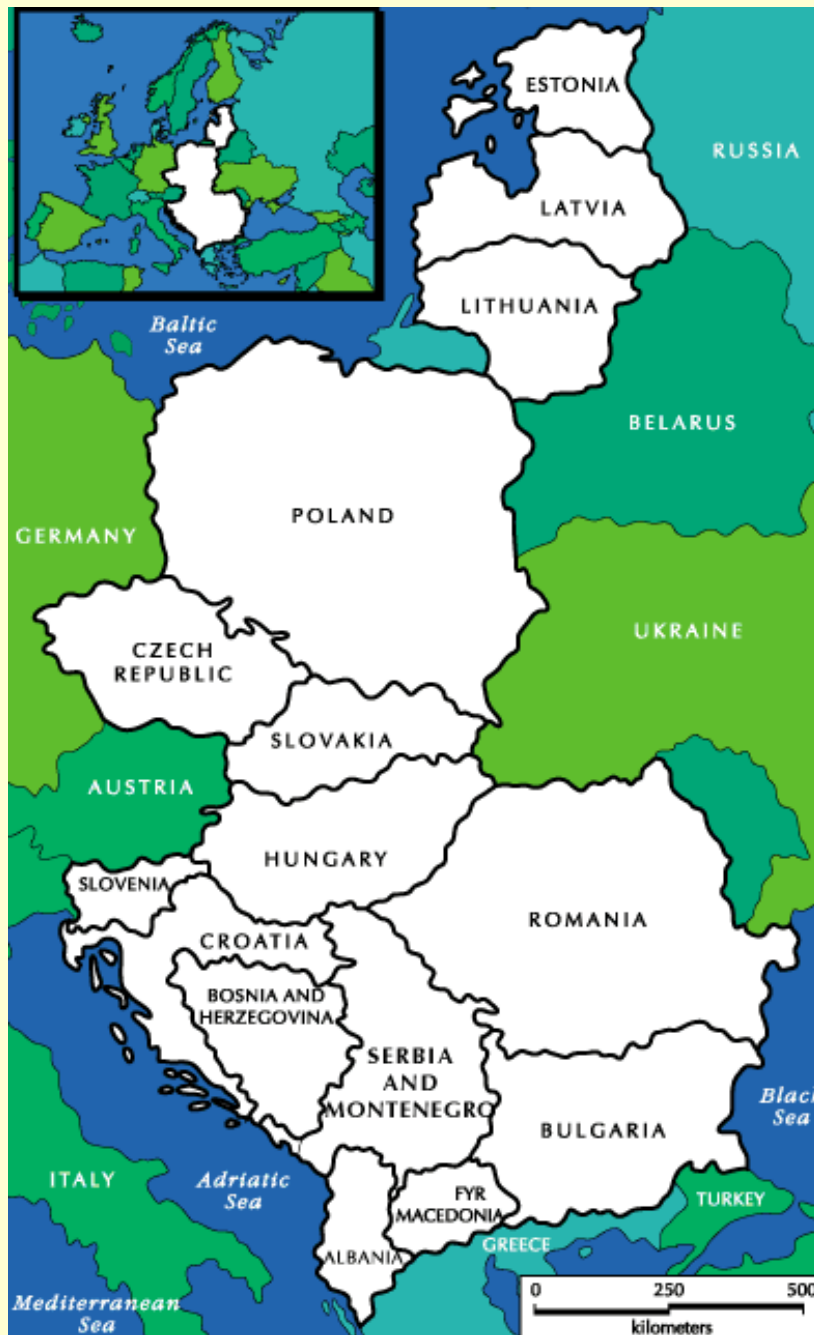 ESTONIA
RUSSIA
LATVIA
LITHUANIA
Baltic
Sea
BELARUS
POLAND
GERMANY
UKRAINE
CZECH
REPUBLIC
SLOVAKIA
AUSTRIA
HUNGARY
SLOVENIA
ROMANIA
CROATIA
BOSNIA AND
HERZEGOVINA
SERBIA
AND
MONTENEGRO
Black
Sea
BULGARIA
ITALY
Adriatic
Sea
FYR
MACEDONIA
TURKEY
GREECE
ALBANIA
0 250 500
kilometers
Mediterranean
Sea